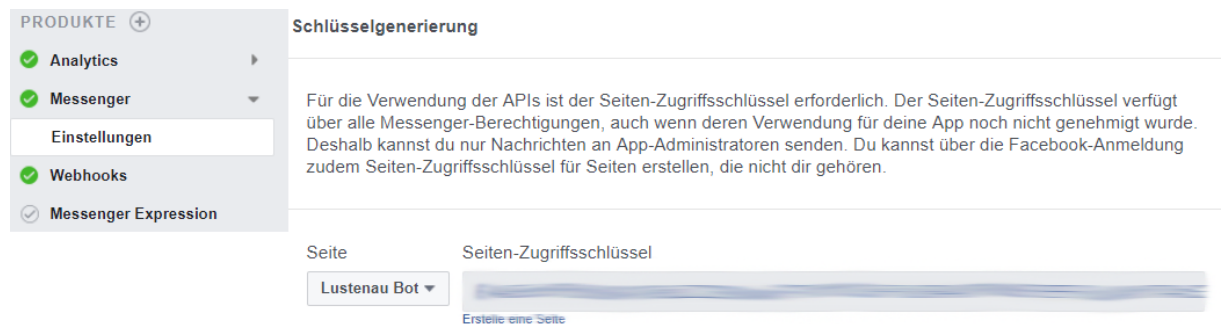 PRODUKTE
Analytics
Messenger
Einstellungen
Webhooks
Messenger Expression
Schlüsselgenerierung
Für die Verwendung der APIs ist der Seiten-Zugriffsschlüssel erforderlich. Der Seiten-Zugriffsschlüssel verfügt
über alle Messenger-Berechtigungen, auch wenn deren Verwendung für deine App noch nicht genehmigt wurde.
Deshalb kannst du nur Nachrichten an App-Administratoren senden. Du kannst über die Facebook-Anmeldung
zudem Seiten-Zugriffsschlüssel für Seiten erstellen, die nicht dir gehören.
Seite
Seiten-Zugriffsschlüssel
Lustenau Bot
Erstelle eine Seite